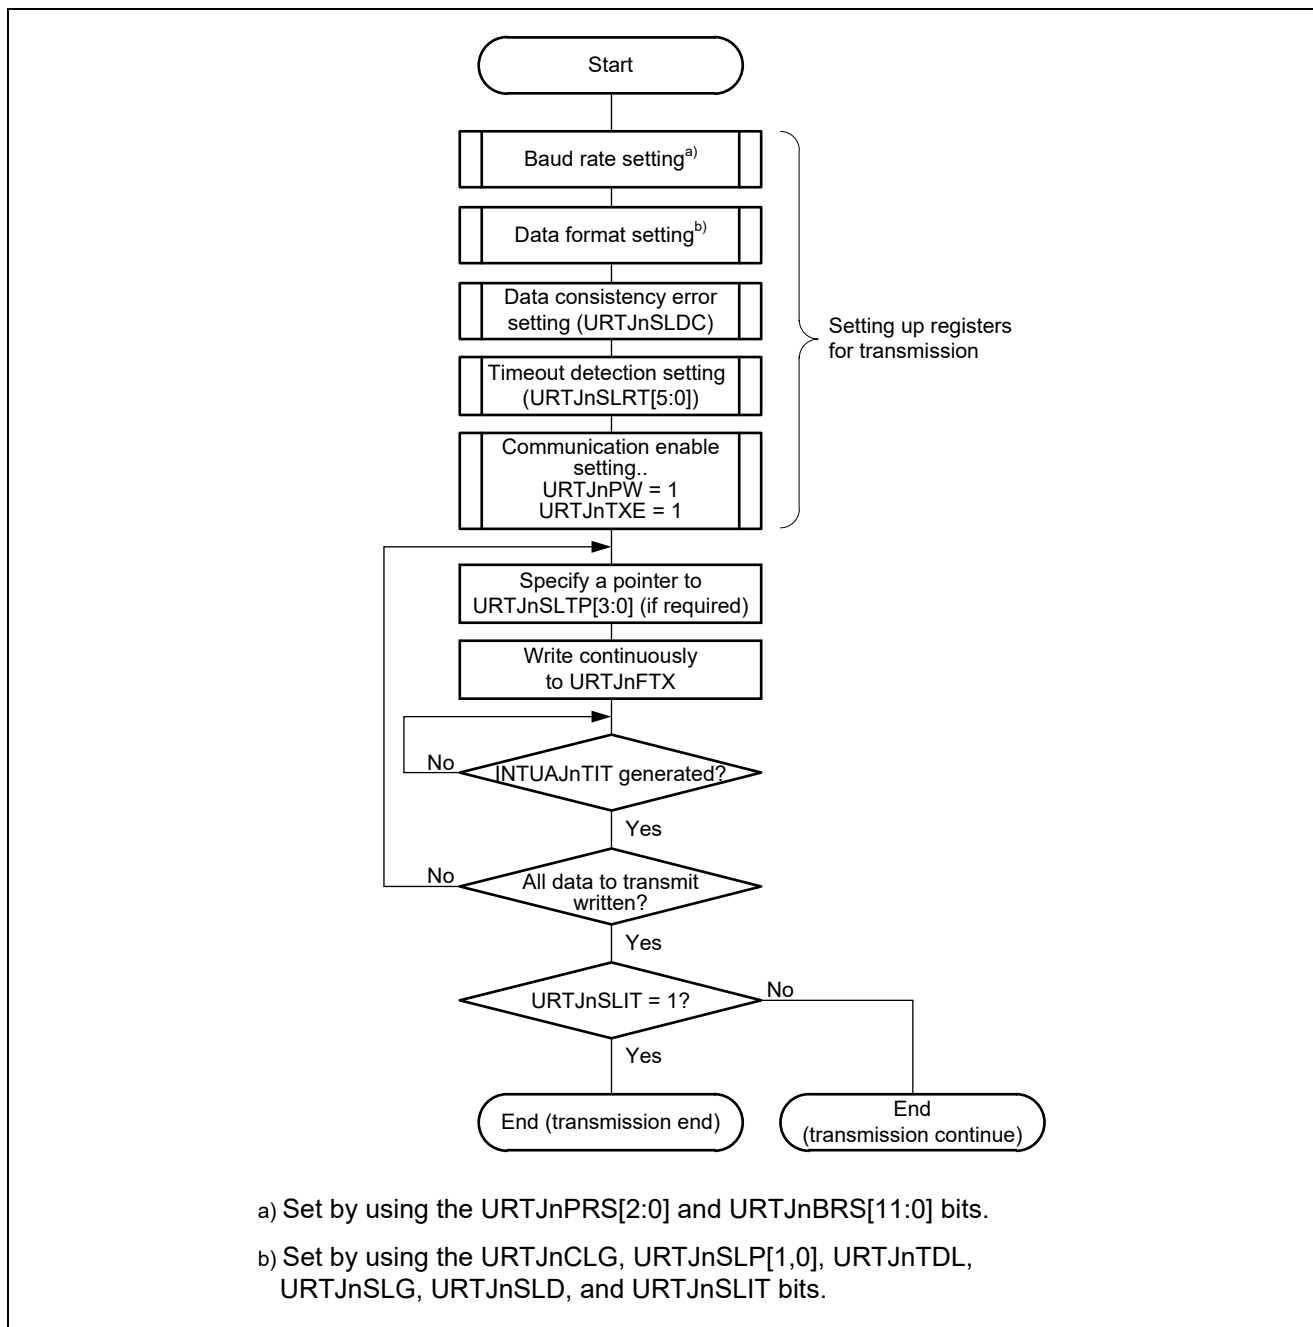 Start
Baud rate settinga)
Data format settingb)
Data consistency error
setting (URTJnSLDC)
Setting up registers
for transmission
Timeout detection setting
(URTJnSLRT[5:0])
Communication enable
setting..
URTJnPW = 1
URTJnTXE = 1
Specify a pointer to
URTJnSLTP[3:0] (if required)
Write continuously
to URTJnFTX
No
INTUAJnTIT generated?
Yes
No
All data to transmit
written?
Yes
URTJnSLIT = 1?
No
Yes
End (transmission end)
End
(transmission continue)
a) Set by using the URTJnPRS[2:0] and URTJnBRS[11:0] bits.
b) Set by using the URTJnCLG, URTJnSLP[1,0], URTJnTDL,
URTJnSLG, URTJnSLD, and URTJnSLIT bits.